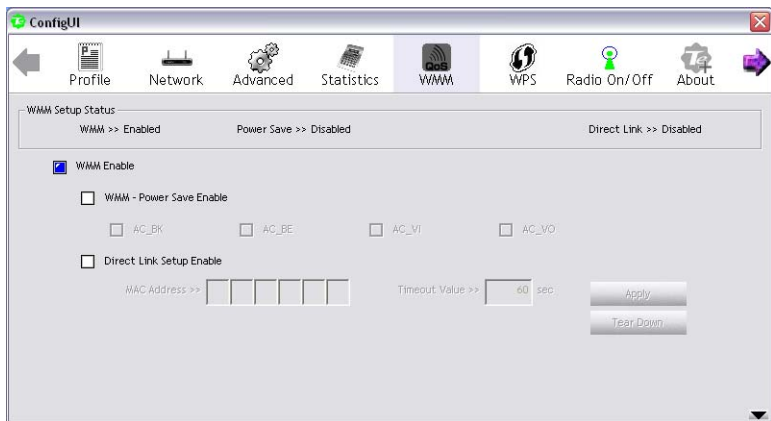 ConfigUI
Profile Network Advanced Statistics QoS WMM WPS Radio On/Off About
WMM Setup Status
WMM >> Enabled Power Save >> Disabled Direct Link >> Disabled
WMM Enable
WMM - Power Save Enable
AC_BK AC_BE AC_VI AC_VO
Direct Link Setup Enable
MAC Address >> Timeout Value >> 60 sec Apply
Tear Down